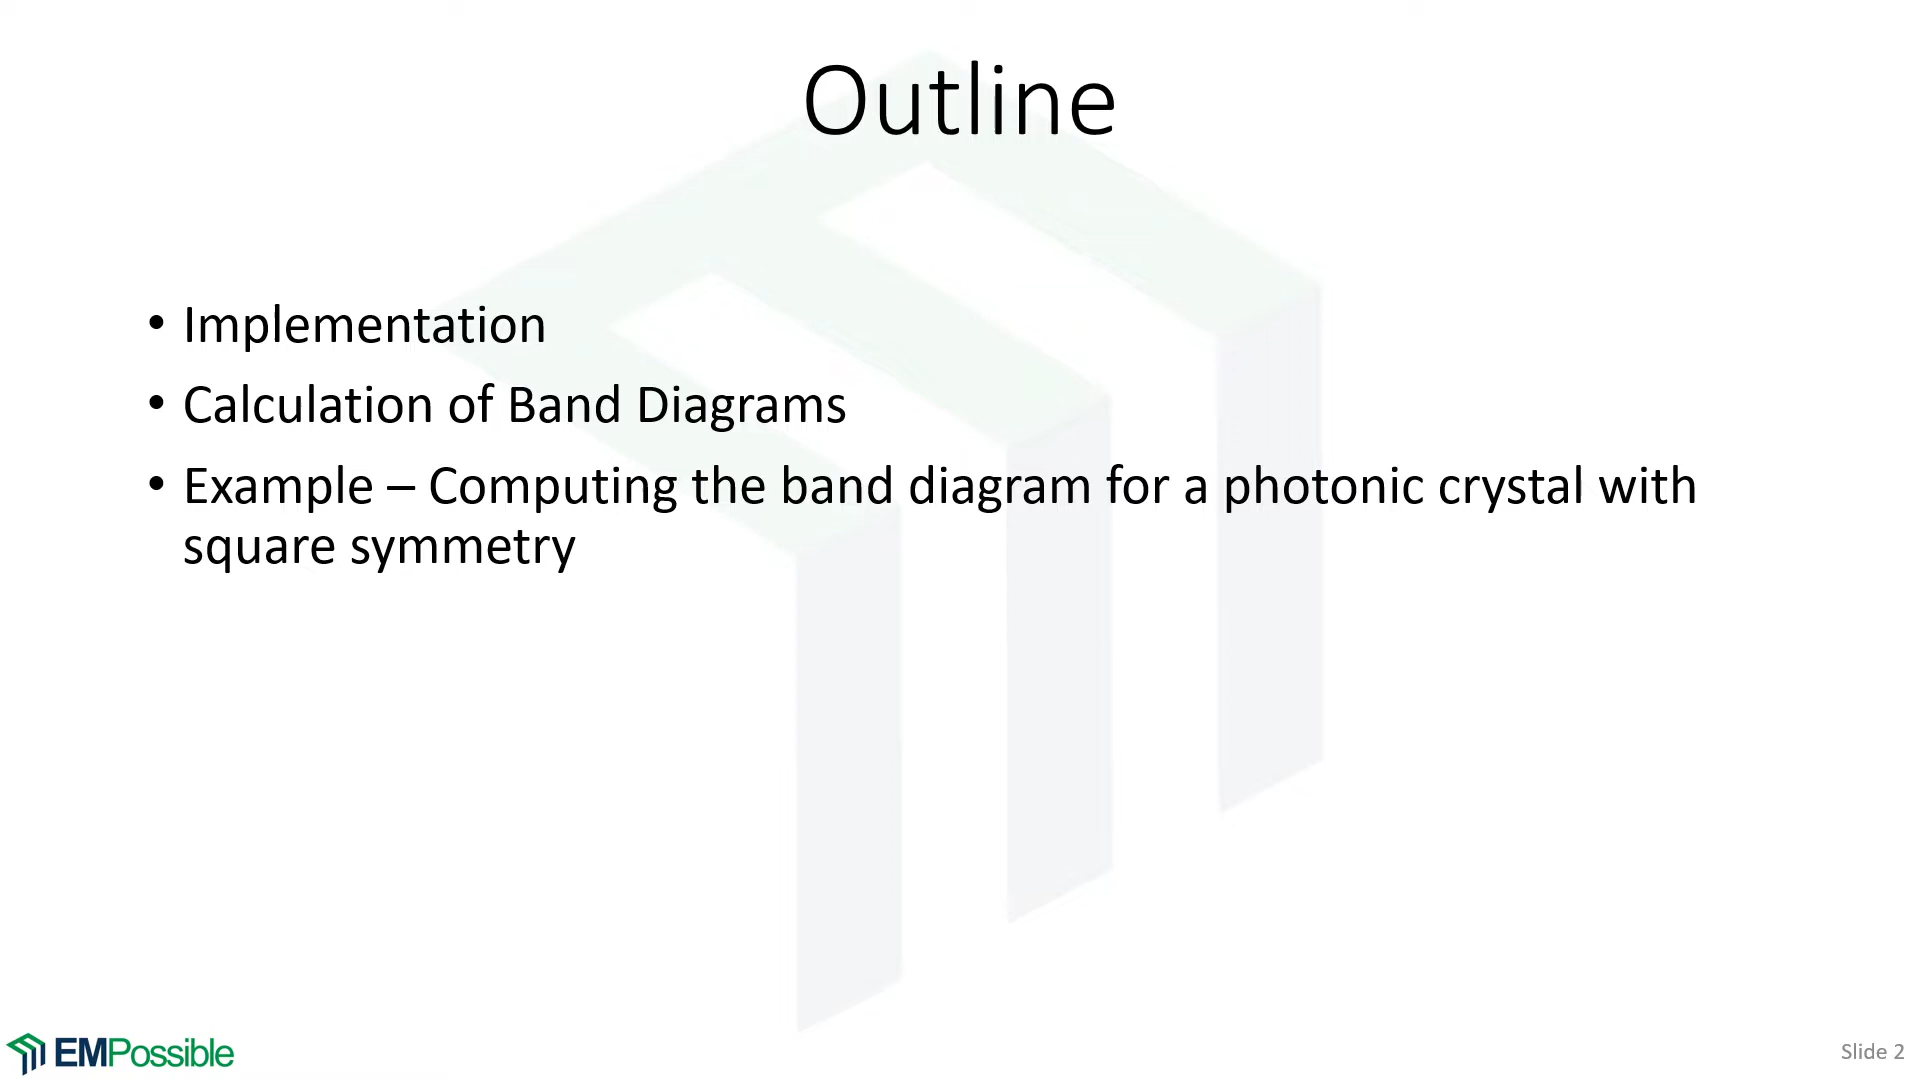 Outline
• Implementation
• Calculation of Band Diagrams
• Example – Computing the band diagram for a photonic crystal with
square symmetry
EMPossible
Slide 2